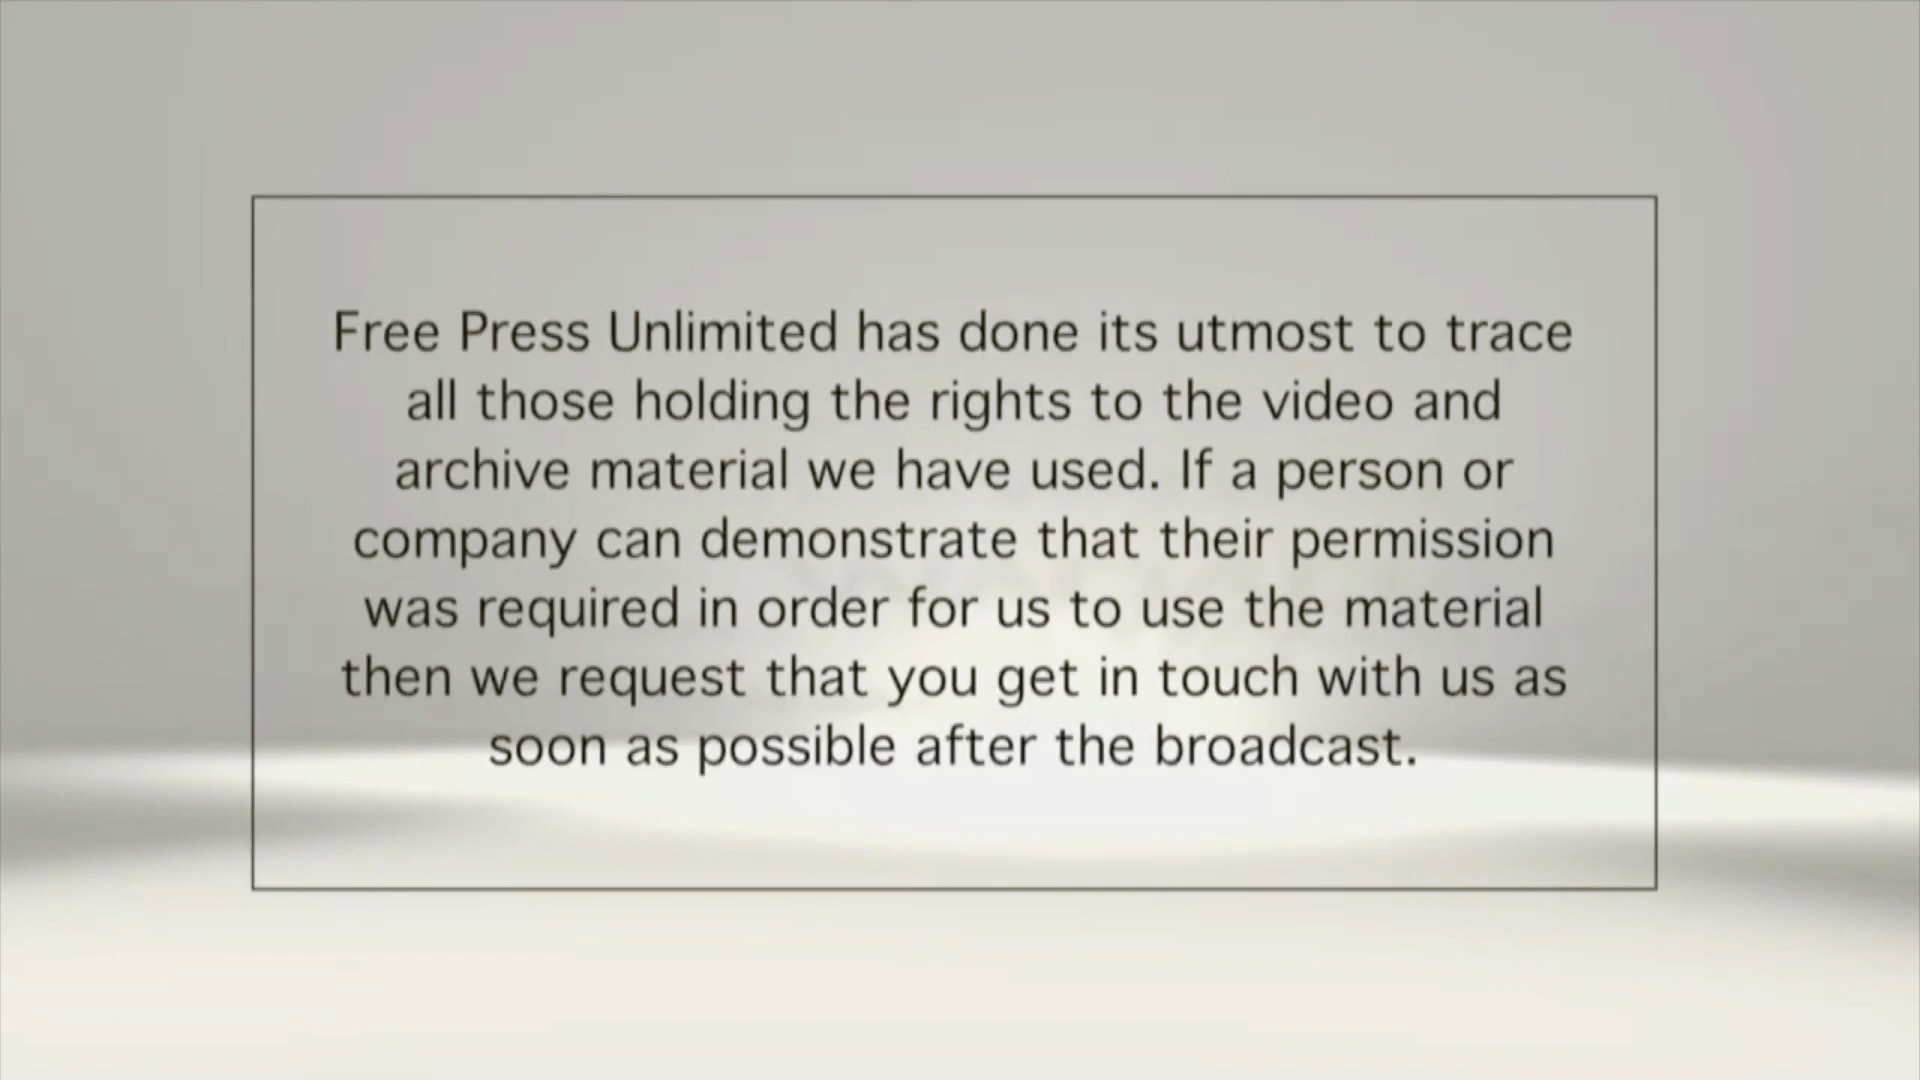 Free Press Unlimited has done its utmost to trace
all those holding the rights to the video and
archive material we have used. If a person or
company can demonstrate that their permission
was required in order for us to use the material
then we request that you get in touch with us as
soon as possible after the broadcast.